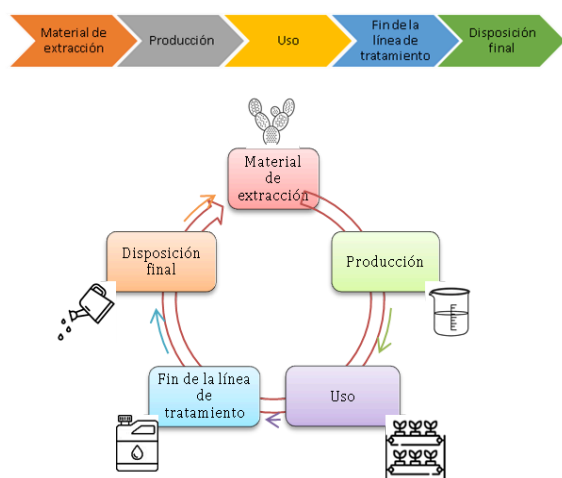 Material de
extracción
Producción
Uso
Fin de la
línea de
tratamiento
Disposición
final
Material
de
extracción
Disposición
final
Producción
Fin de la línea
de
tratamiento
Uso